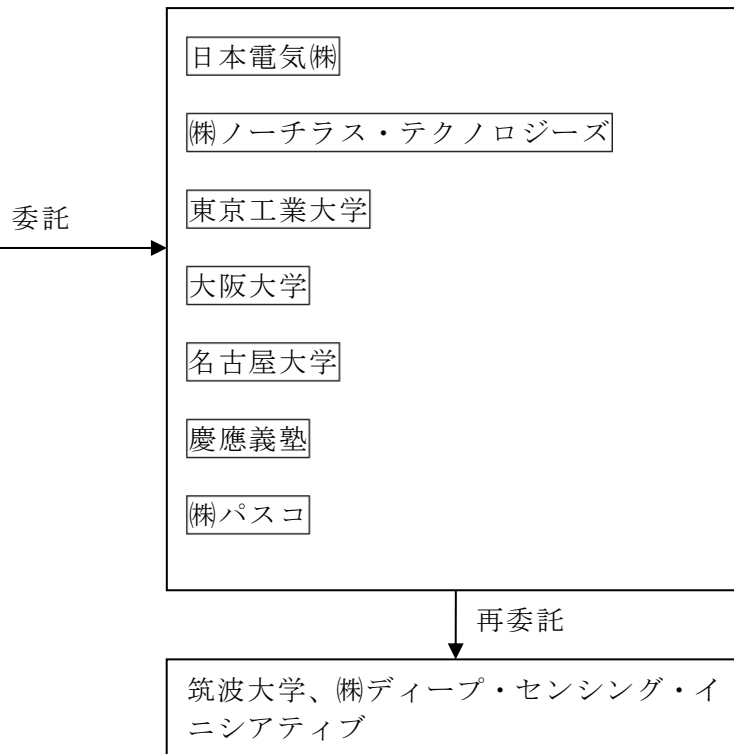 日本電気㈱
㈱ノーチラス・テクノロジーズ
東京工業大学
委託
大阪大学
名古屋大学
慶應義塾
㈱パスコ
再委託
筑波大学、㈱ディープ・センシング・イ
ニシアティブ